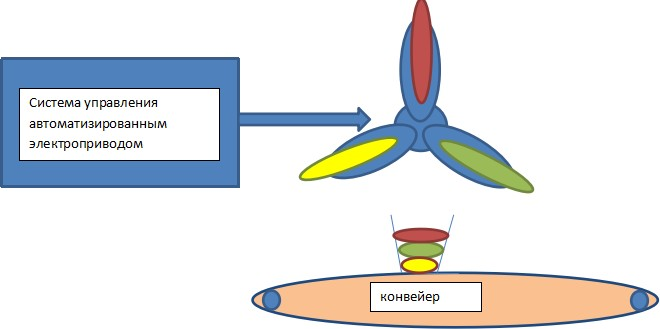 Система управления
автоматизированным
электроприводом
конвейер